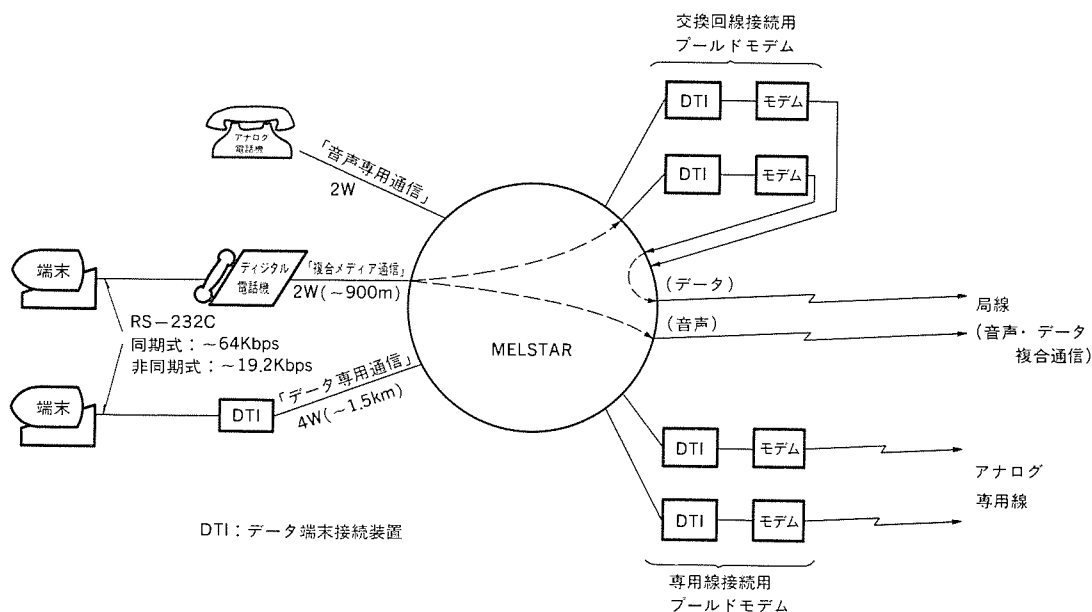 交換回線接続用
プールドモデム
DTI
モデム
DTI
モデム
アナログ
電話機
「音声専用通信」
2W
端末
ディジタル
電話機
「複合メディア通信」
2W(~900m)
RS-232C
同期式：~64Kbps
非同期式：~19.2Kbps
端末
DTI
「データ専用通信」
4W(~1.5km)
MELSTAR
(データ)
(音声)
局線
(音声・データ
複合通信)
DTI
モデム
DTI
モデム
アナログ
専用線
DTI：データ端末接続装置
専用線接続用
プールドモデム